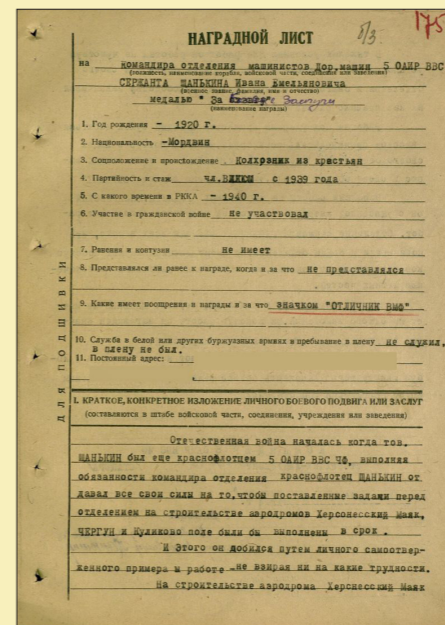 б/3 175
НАГРАДНОЙ ЛИСТ
на Командира отделения машинистов Дор.машин 5 ОАИР ВВС
(должность, наименование корабля, войсковой части, соединения или заведения)
СЕРЖАНТА ШАНЬКИНА Ивана Емельяновича
(военное звание, фамилия, имя и отчество)
медалью " За Боевые Заслуги
(наименование награды)
1. Год рождения - 1920 г.
2. Национальность -Мордвин
3. Соцположение и происхождение Колхозник из крестьян
4. Партийность и стаж чл.ВЛКСМ с 1939 года
5. С какого времени в РККА - 1940 г.
6. Участие в гражданской войне не участвовал
7. Ранения и контузии не имеет
8. Представлялся ли ранее к награде, когда и за что не представлялся
9. Какие имеет поощрения и награды и за что значком "ОТЛИЧНИК ВМФ"
10. Служба в белой или других буржуазных армиях и пребывание в плену не служил,
в плену не был.
11. Постоянный адрес:
ДЛЯ ПОДШИВКИ
I. КРАТКОЕ, КОНКРЕТНОЕ ИЗЛОЖЕНИЕ ЛИЧНОГО БОЕВОГО ПОДВИГА ИЛИ ЗАСЛУГ
(составляются в штабе войсковой части, соединения, учреждения или заведения)
Отечественная война началась когда тов.
ШАНЬКИН был еще краснофлотцем 5 ОАИР ВВС ЧФ, выполняя
обязанности командира отделения краснофлотец ШАНЬКИН от
давал все свои силы на то,чтобы поставленные задачи перед
отделением на строительстве аэродромов Херсонесский Маяк,
ЧЕРГУН и Куликово поле были бы выполнены в срок .
И Этого он добился путем личного самоотвер-
женного примера в работе не взирая ни на какие трудности.
На строительстве аэродрома Херсонесский Маяк